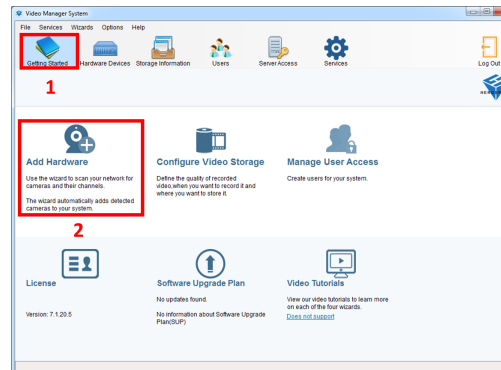 Video Manager System
File Services Wizards Options Help
Getting Started Hardware Devices Storage Information Users Server Access Services Log Out
1
Add Hardware
Use the wizard to scan your network for
cameras and their channels.
The wizard automatically adds detected
cameras to your system.
2
Configure Video Storage
Define the quality of recorded
video,when you want to record it and
where you want to store it.
Manage User Access
Create users for your system.
License
Version: 7.1.20.5
Software Upgrade Plan
No updates found.
No information about Software Upgrade
Plan(SUP)
Video Tutorials
View our video tutorials to learn more
on each of the four wizards.
Does not support